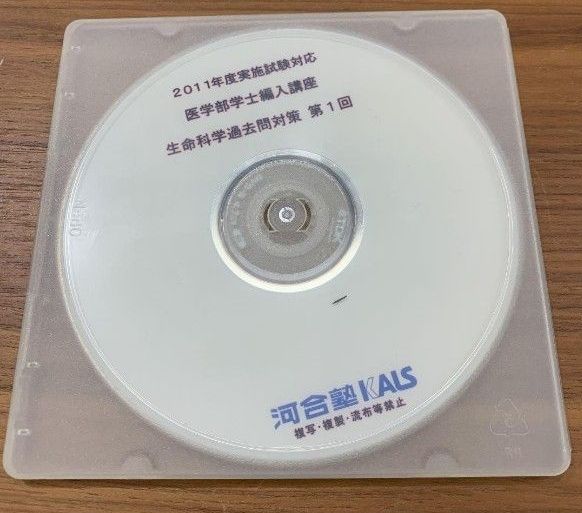 2011年度実施試験対応
医学部学士編入講座
生命科学過去問対策 第1回
河合塾KALS
複写・複製・流布等禁止